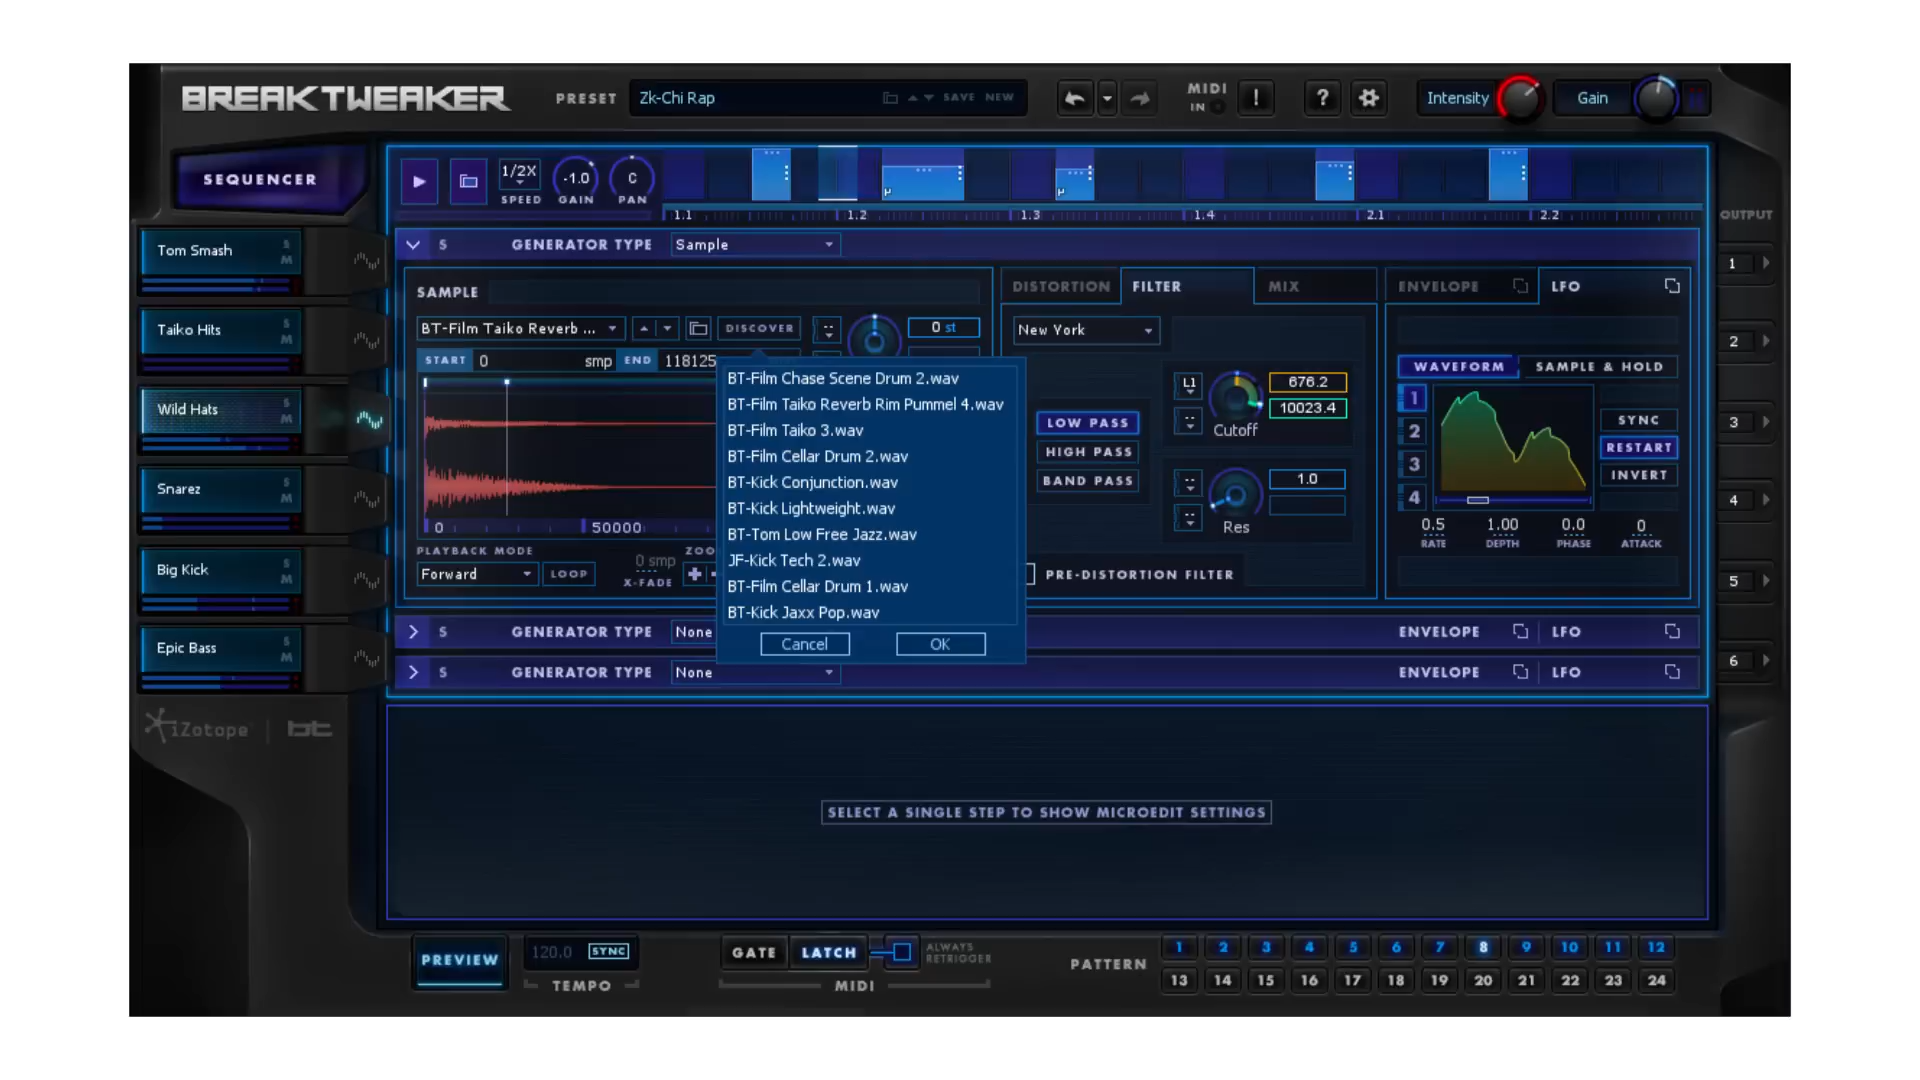 BREAKTWEAKER
PRESET
Zk-Chi Rap
SAVE NEW
MIDI
IN
!
?
Intensity
Gain
SEQUENCER
1/2X
SPEED
-1.0
GAIN
C
PAN
µ
µ
1.1
1.2
1.3
1.4
2.1
2.2
OUTPUT
Tom Smash
S
M
Taiko Hits
S
M
Wild Hats
S
M
Snarez
S
M
Big Kick
S
M
Epic Bass
S
M
iZotope
bt
S
GENERATOR TYPE
Sample
SAMPLE
BT-Film Taiko Reverb ...
DISCOVER
0 st
START 0 smp END 118125
0
50000
PLAYBACK MODE
Forward
LOOP
0 smp
X-FADE
ZOO
BT-Film Chase Scene Drum 2.wav
BT-Film Taiko Reverb Rim Pummel 4.wav
BT-Film Taiko 3.wav
BT-Film Cellar Drum 2.wav
BT-Kick Conjunction.wav
BT-Kick Lightweight.wav
BT-Tom Low Free Jazz.wav
JF-Kick Tech 2.wav
BT-Film Cellar Drum 1.wav
BT-Kick Jaxx Pop.wav
Cancel
OK
DISTORTION
FILTER
MIX
New York
LOW PASS
HIGH PASS
BAND PASS
L1
Cutoff
676.2
10023.4
Res
1.0
PRE-DISTORTION FILTER
ENVELOPE
LFO
WAVEFORM
SAMPLE & HOLD
1
2
3
4
SYNC
RESTART
INVERT
0.5
RATE
1.00
DEPTH
0.0
PHASE
0
ATTACK
1
2
3
4
5
6
S
GENERATOR TYPE
None
ENVELOPE
LFO
S
GENERATOR TYPE
None
ENVELOPE
LFO
SELECT A SINGLE STEP TO SHOW MICROEDIT SETTINGS
PREVIEW
120.0
SYNC
TEMPO
GATE
LATCH
ALWAYS
RETRIGGER
MIDI
PATTERN
1 2 3 4 5 6 7 8 9 10 11 12
13 14 15 16 17 18 19 20 21 22 23 24